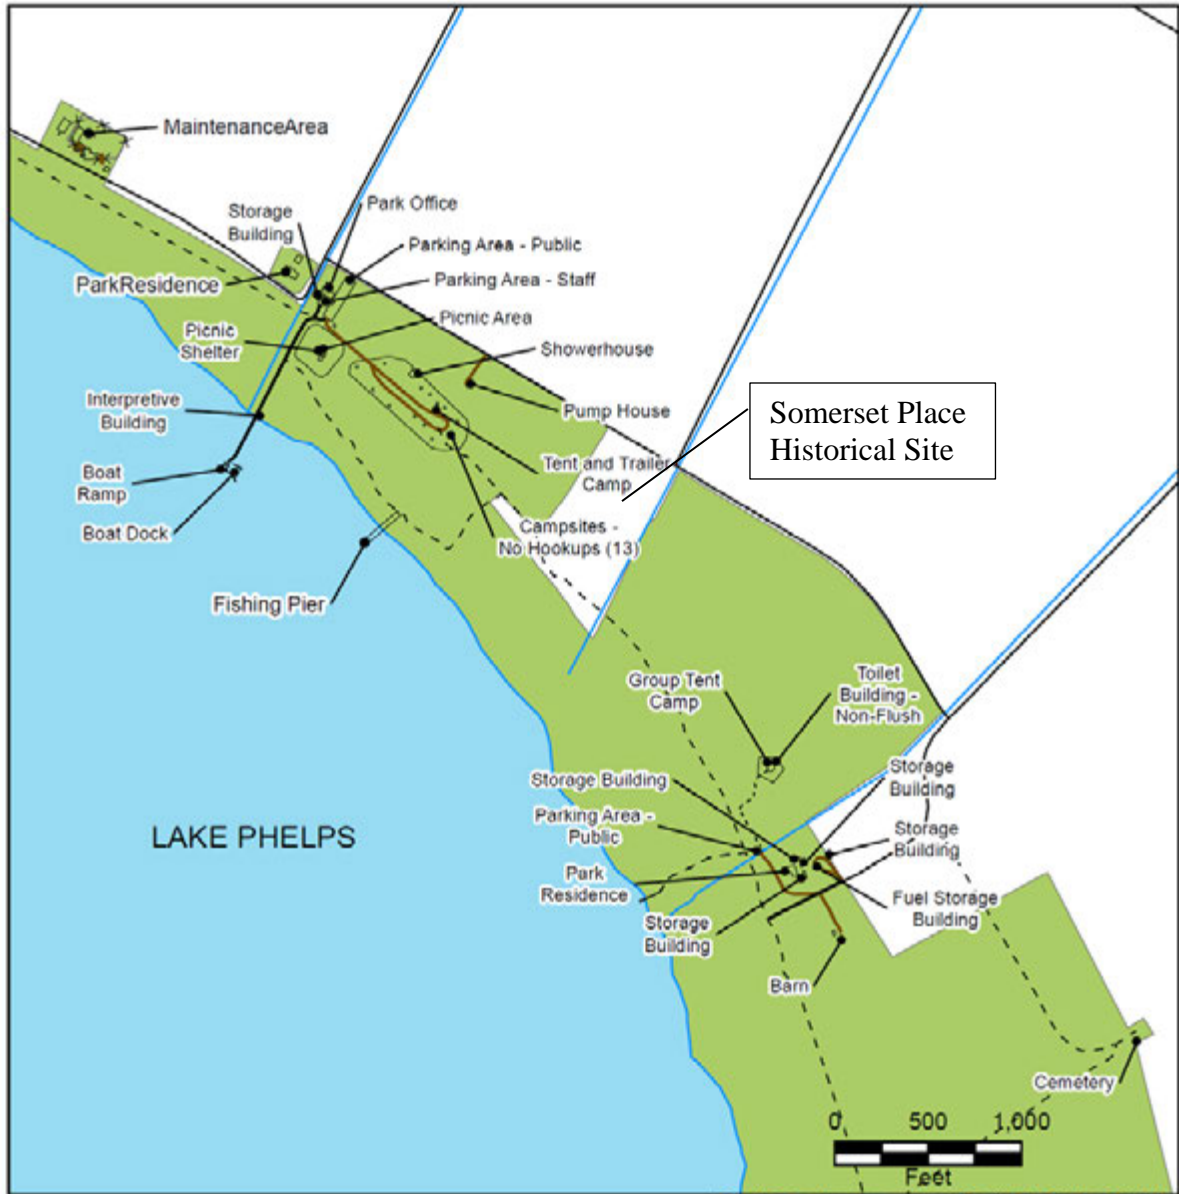 MaintenanceArea
Park Office
Storage
Building
Parking Area - Public
ParkResidence
Parking Area - Staff
Picnic Area
Picnic
Shelter
Showerhouse
Interpretive
Building
Pump House
Somerset Place
Historical Site
Tent and Trailer
Camp
Boat
Ramp
Boat Dock
Campsites -
No Hookups (13)
Fishing Pier
Group Tent
Camp
Toilet
Building -
Non-Flush
Storage Building
Storage
Building
Parking Area -
Public
Storage
Building
LAKE PHELPS
Park
Residence
Fuel Storage
Building
Storage
Building
Barn
Cemetery
0 500 1,000
Feet